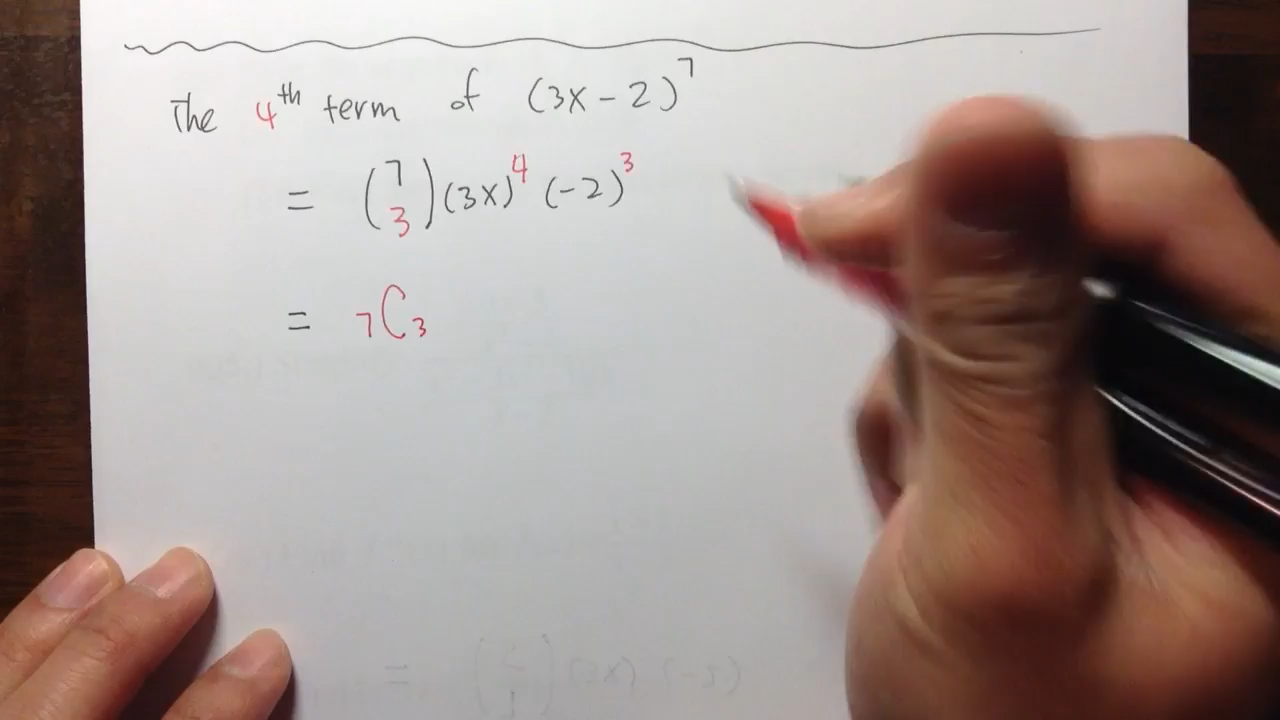 The 4th term of (3x-2)^7
= (7 3)(3x)^4 (-2)^3
= 7C3